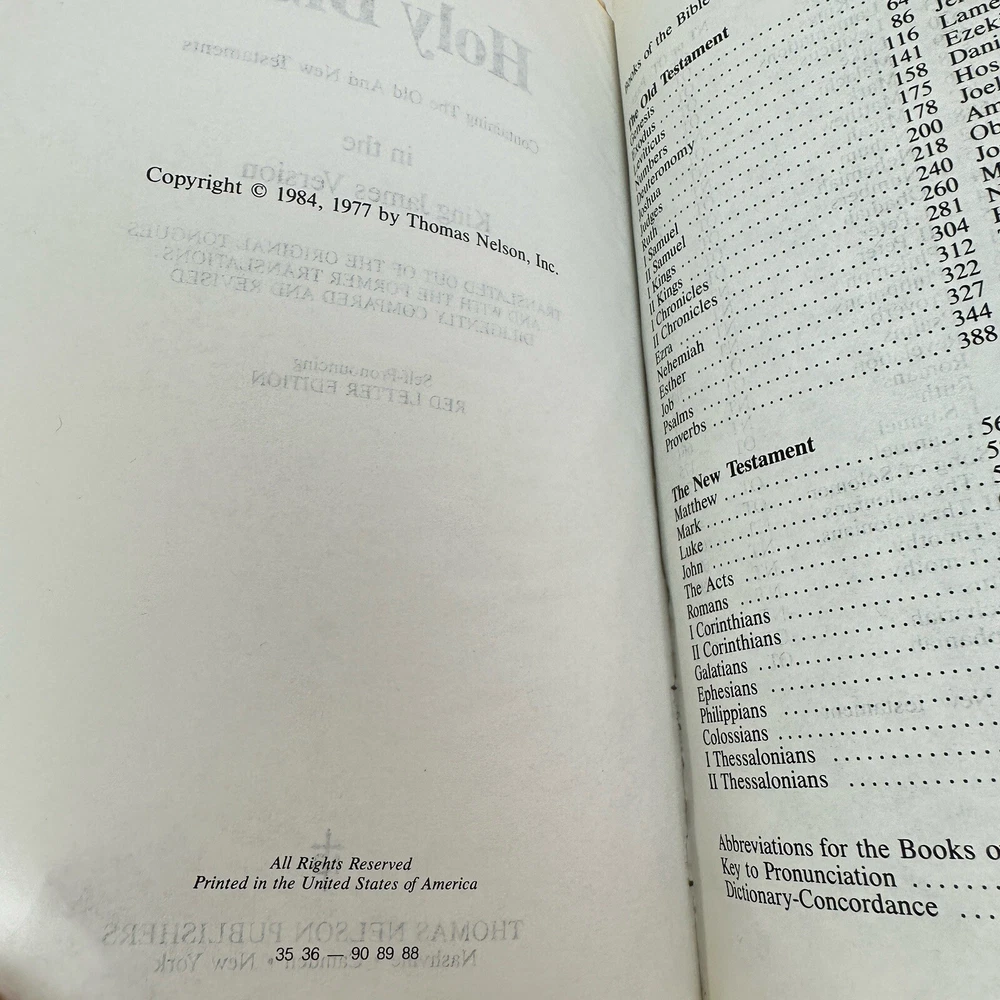 Copyright © 1984, 1977 by Thomas Nelson, Inc.
All Rights Reserved
Printed in the United States of America
35 36 — 90 89 88
Books of the Bible
The Old Testament
Genesis
Exodus
Leviticus 64
Numbers 86 Lame
Deuteronomy 116 Ezeki
Joshua 141 Dani
Judges 158 Hos
Ruth 175 Joel
I Samuel 178 Am
II Samuel 200 Ob
I Kings 218 Jo
II Kings 240 M
I Chronicles 260 N
II Chronicles 281
Ezra 304
Nehemiah 312
Esther 322
Job 327
Psalms 344
Proverbs 388
The New Testament
Matthew
Mark
Luke
John
The Acts
Romans
I Corinthians
II Corinthians
Galatians
Ephesians
Philippians
Colossians
I Thessalonians
II Thessalonians
Abbreviations for the Books o
Key to Pronunciation
Dictionary-Concordance